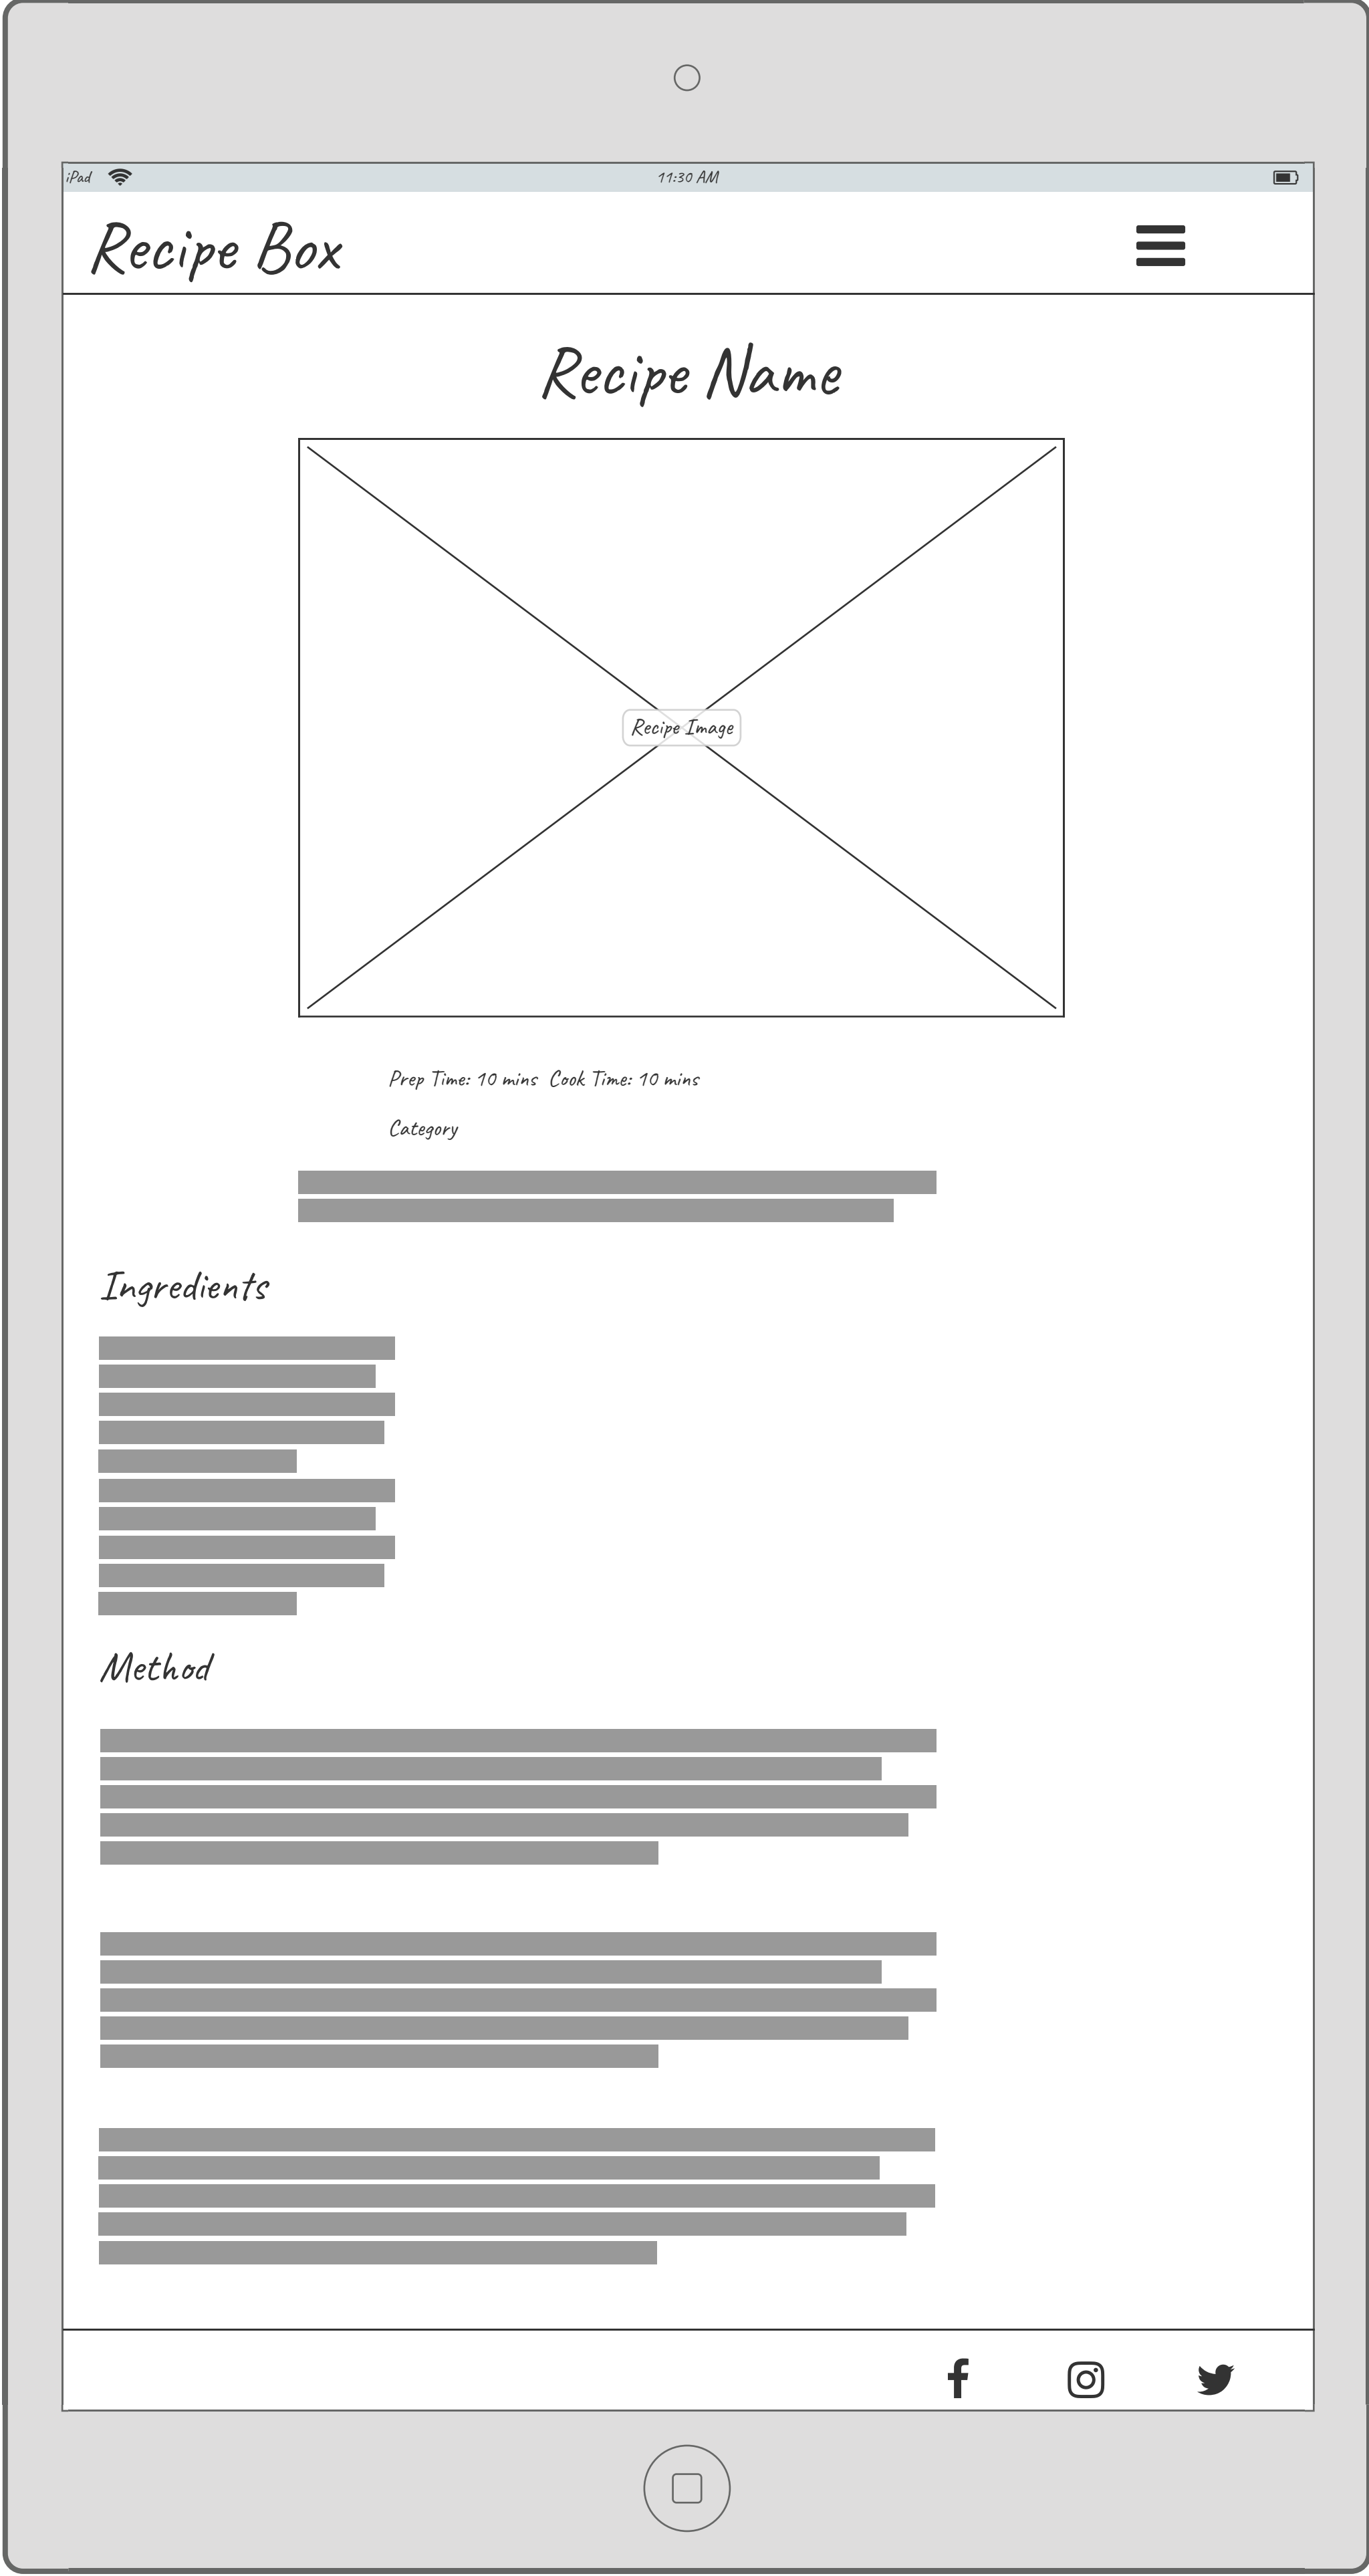 iPad 11:30 AM
Recipe Box
Recipe Name
Recipe Image
Prep Time: 10 mins Cook Time: 10 mins
Category
Ingredients
Method